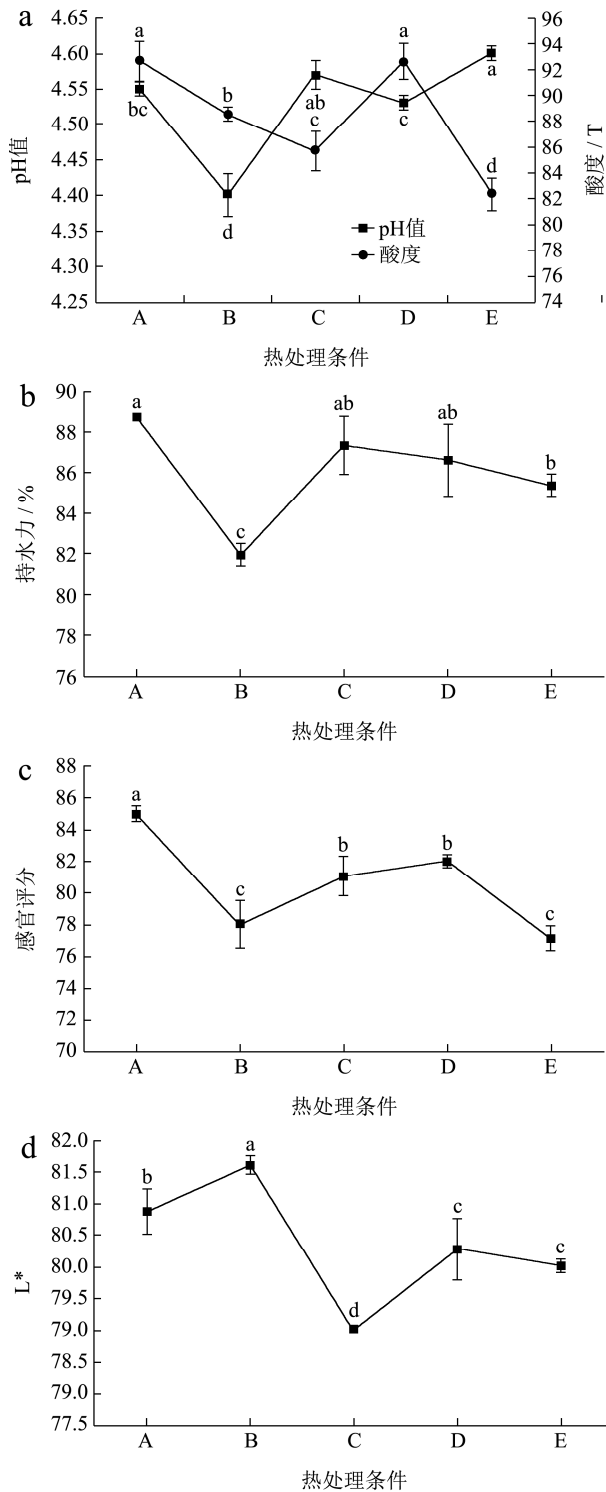 a
4.65
4.60
4.55
4.50
4.45
4.40
4.35
4.30
4.25
pH值
96
94
92
90
88
86
84
82
80
78
76
74
酸度 / T
a
bc
b
d
ab
c
a
c
a
d
pH值
酸度
A B C D E
热处理条件
b
90
88
86
84
82
80
78
76
持水力 / %
a
c
ab
ab
b
A B C D E
热处理条件
c
88
86
84
82
80
78
76
74
72
70
感官评分
a
c
b
b
c
A B C D E
热处理条件
d
82.0
81.5
81.0
80.5
80.0
79.5
79.0
78.5
79.0
77.5
L*
b
a
d
c
c
A B C D E
热处理条件